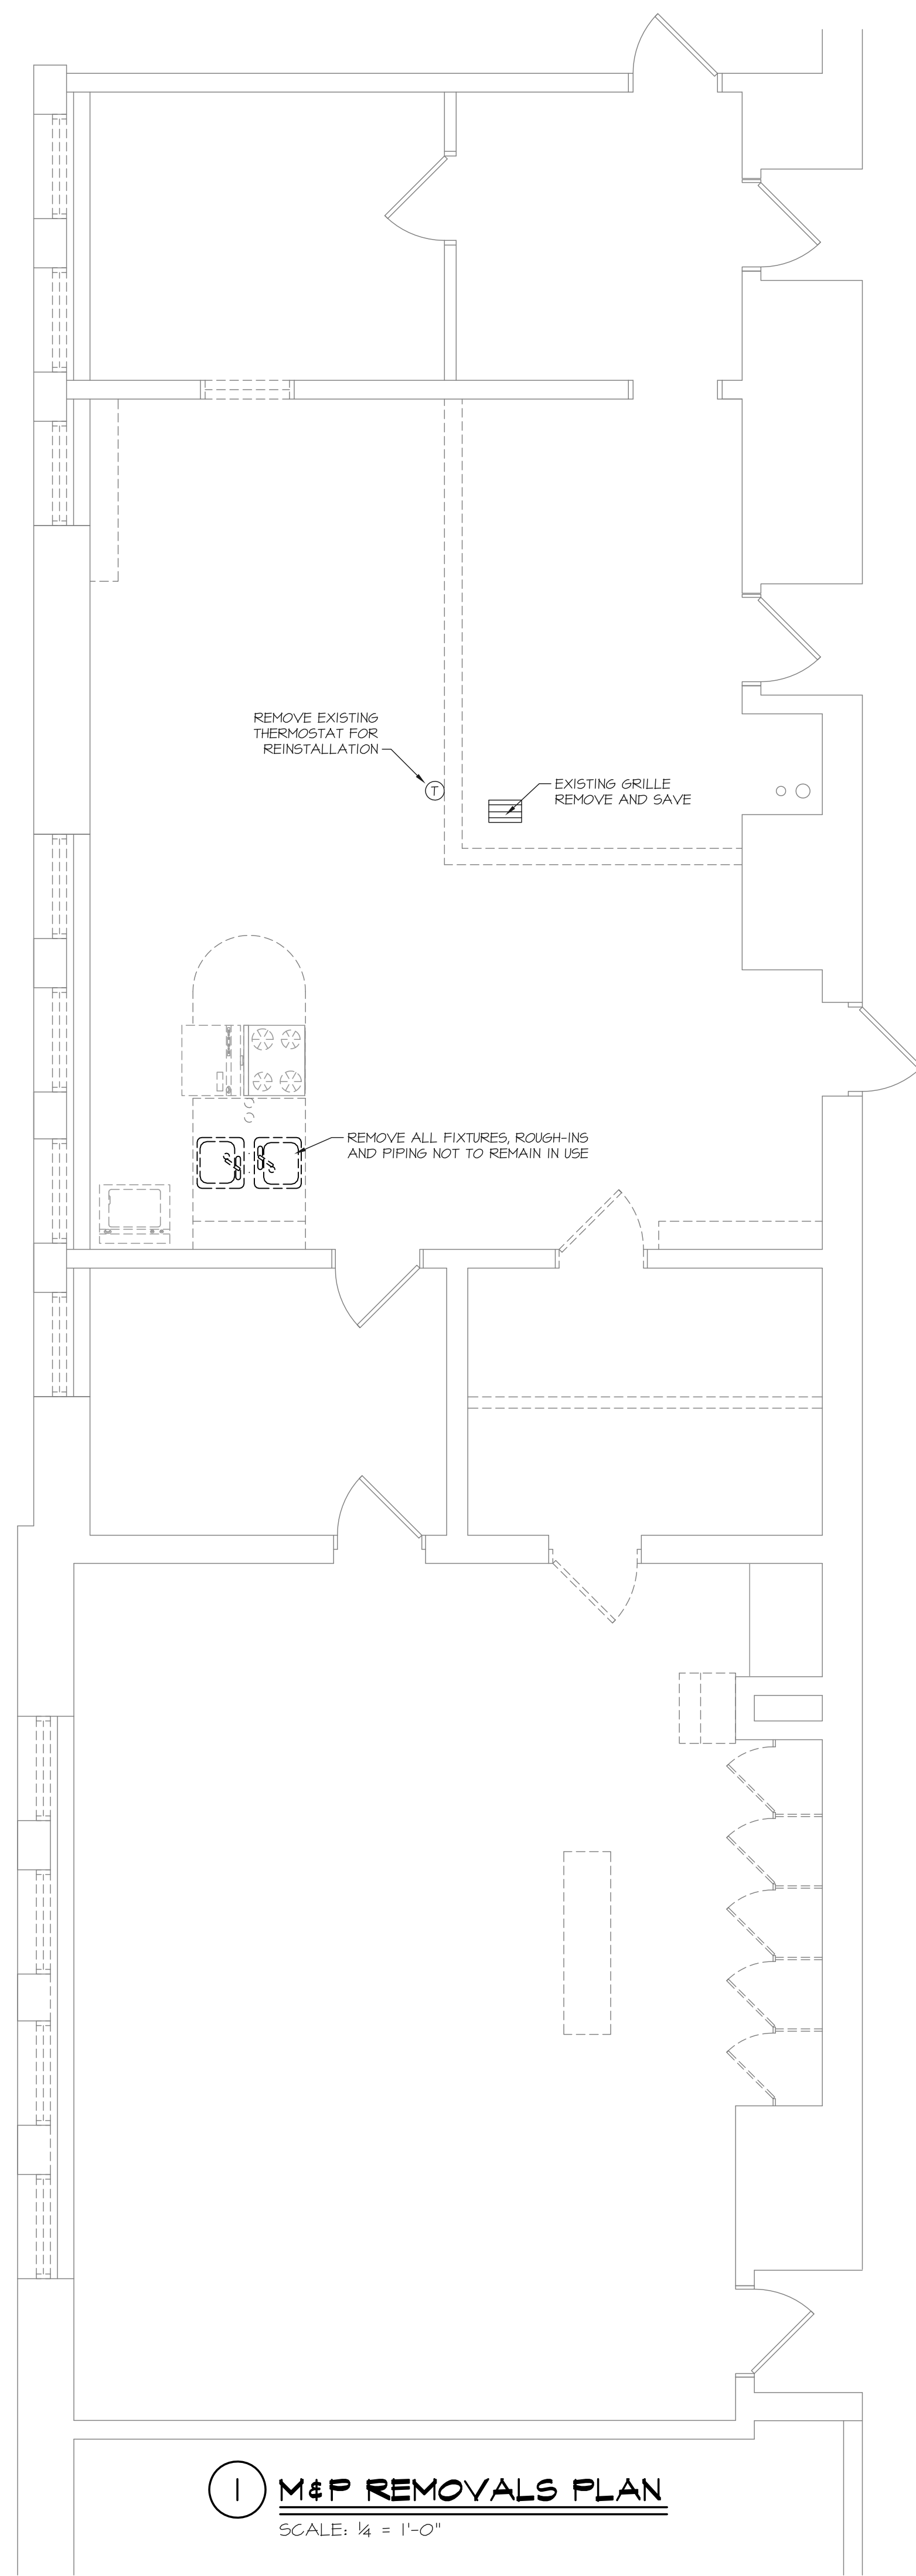 REMOVE EXISTING
THERMOSTAT FOR
REINSTALLATION
T
EXISTING GRILLE
REMOVE AND SAVE
REMOVE ALL FIXTURES, ROUGH-INS
AND PIPING NOT TO REMAIN IN USE
1 M&P REMOVALS PLAN
SCALE: ¼ = 1'-0"